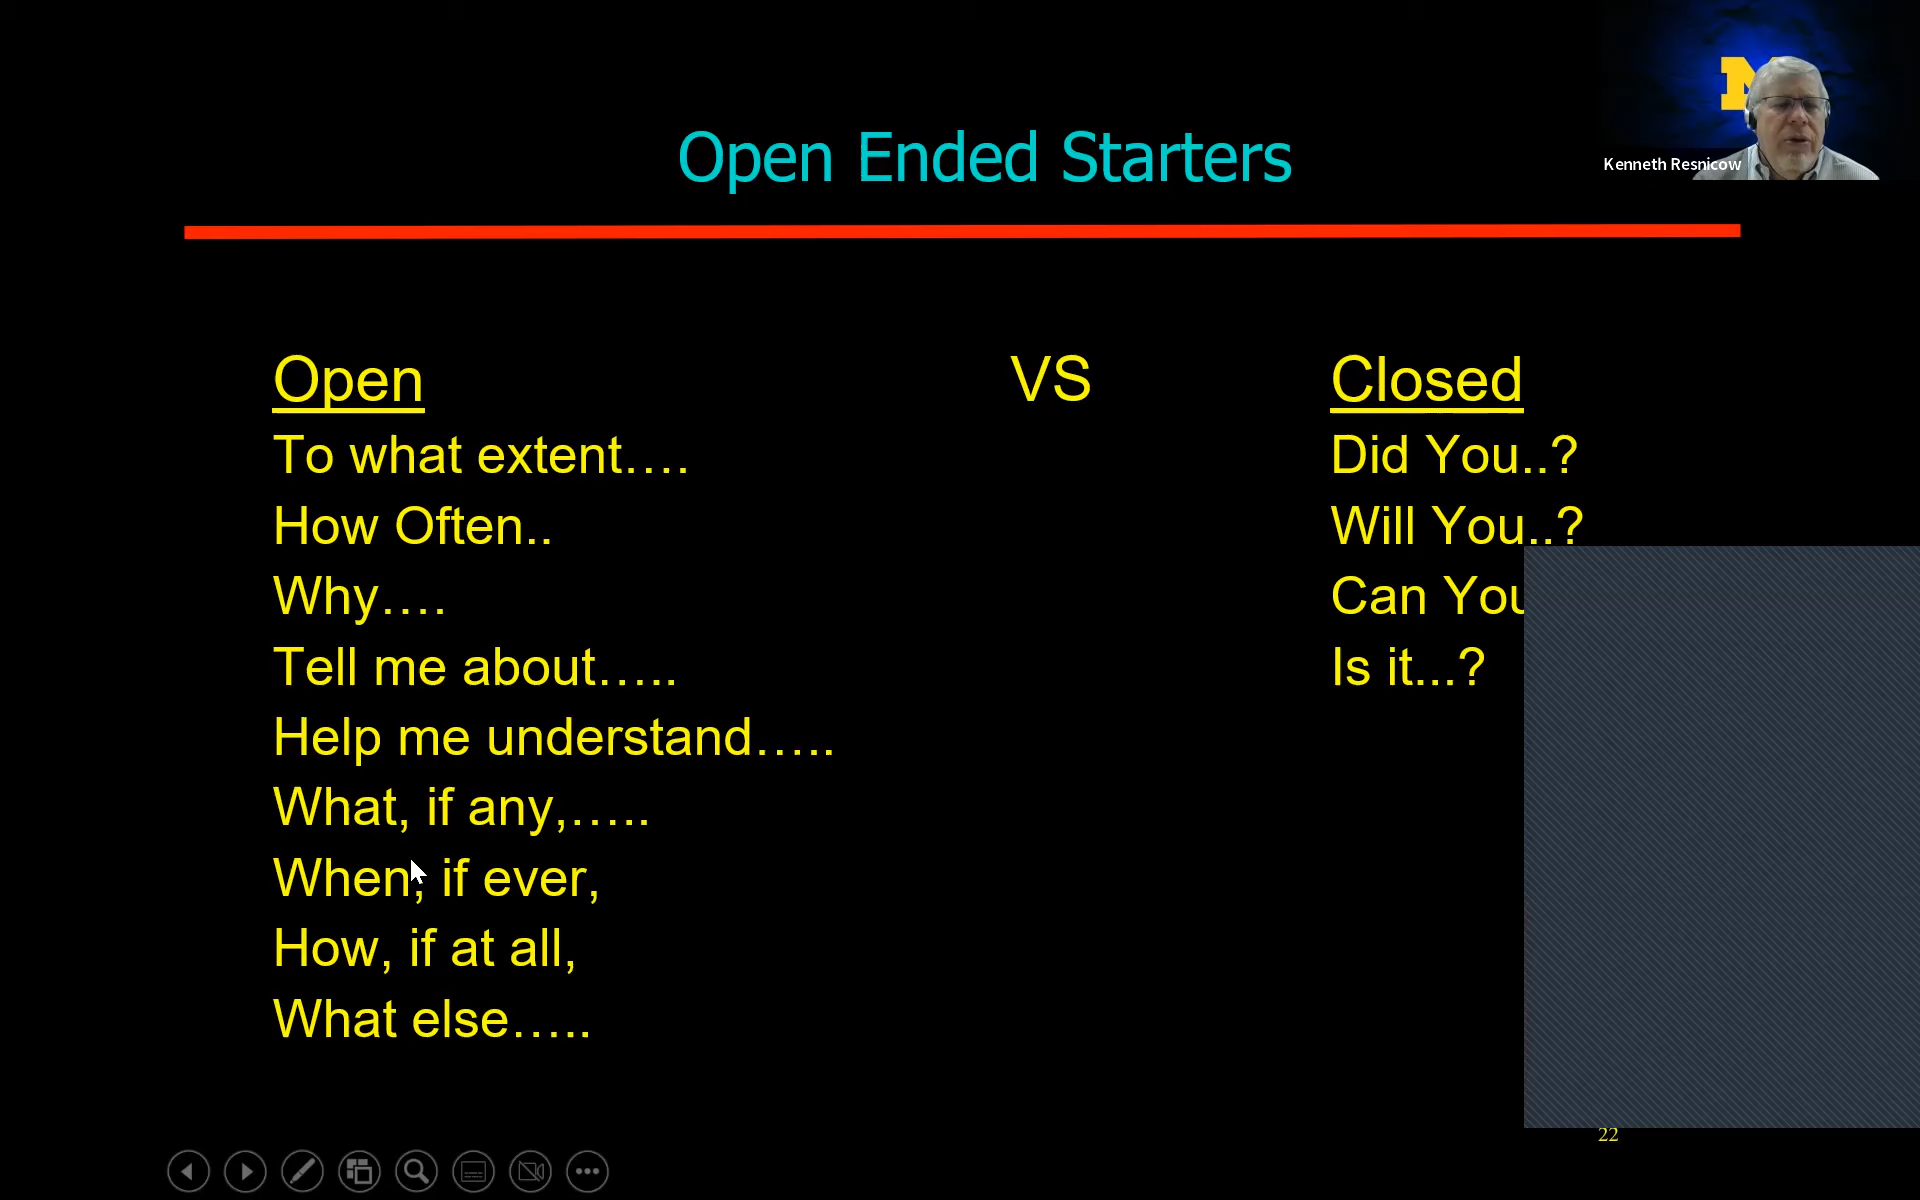 Open Ended Starters
Kenneth Resnicow
Open VS Closed
To what extent….
Did You..?
How Often..
Will You..?
Why….
Can You
Tell me about…..
Is it...?
Help me understand…..
What, if any,…..
When, if ever,
How, if at all,
What else…..
22